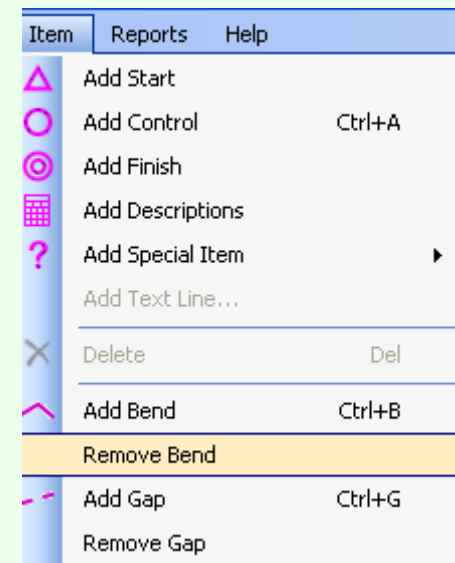 Item Reports Help
Add Start
Add Control Ctrl+A
Add Finish
Add Descriptions
? Add Special Item
Add Text Line...
Delete Del
Add Bend Ctrl+B
Remove Bend
Add Gap Ctrl+G
Remove Gap